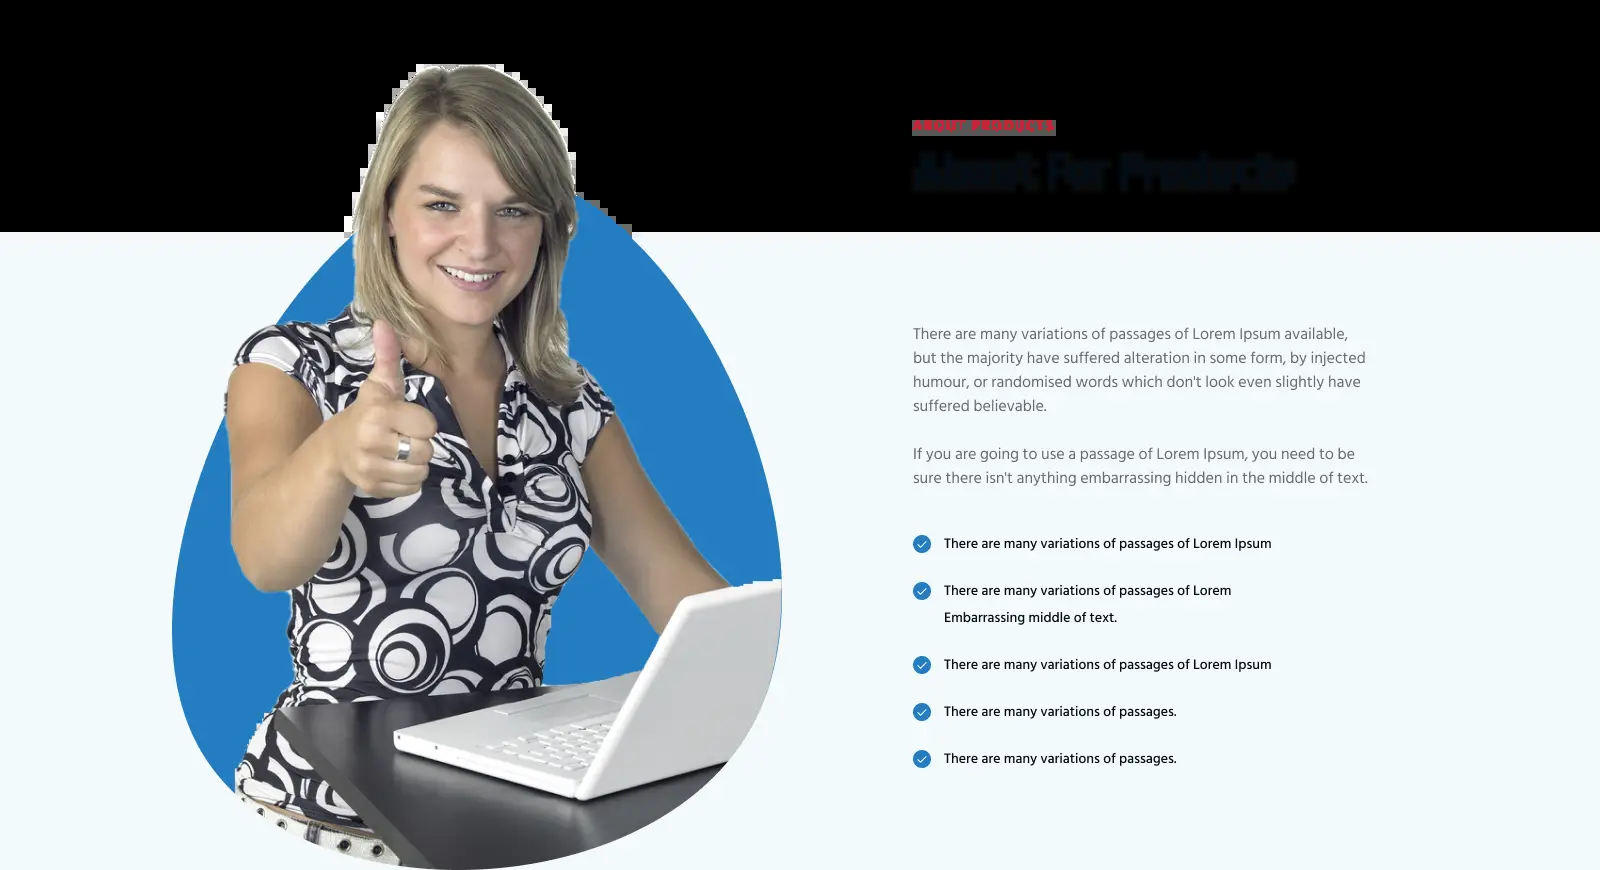 ABOUT PRODUCTS
About For Products
There are many variations of passages of Lorem Ipsum available,
but the majority have suffered alteration in some form, by injected
humour, or randomised words which don't look even slightly have
suffered believable.
If you are going to use a passage of Lorem Ipsum, you need to be
sure there isn't anything embarrassing hidden in the middle of text.
There are many variations of passages of Lorem Ipsum
There are many variations of passages of Lorem
Embarrassing middle of text.
There are many variations of passages of Lorem Ipsum
There are many variations of passages.
There are many variations of passages.